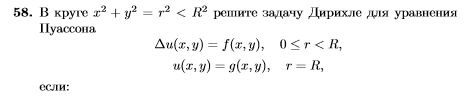 58. В круге x² + y² = r² < R² решите задачу Дирихле для уравнения
Пуассона
Δu(x, y) = f(x, y),   0 ≤ r < R,
u(x, y) = g(x, y),   r = R,
если: